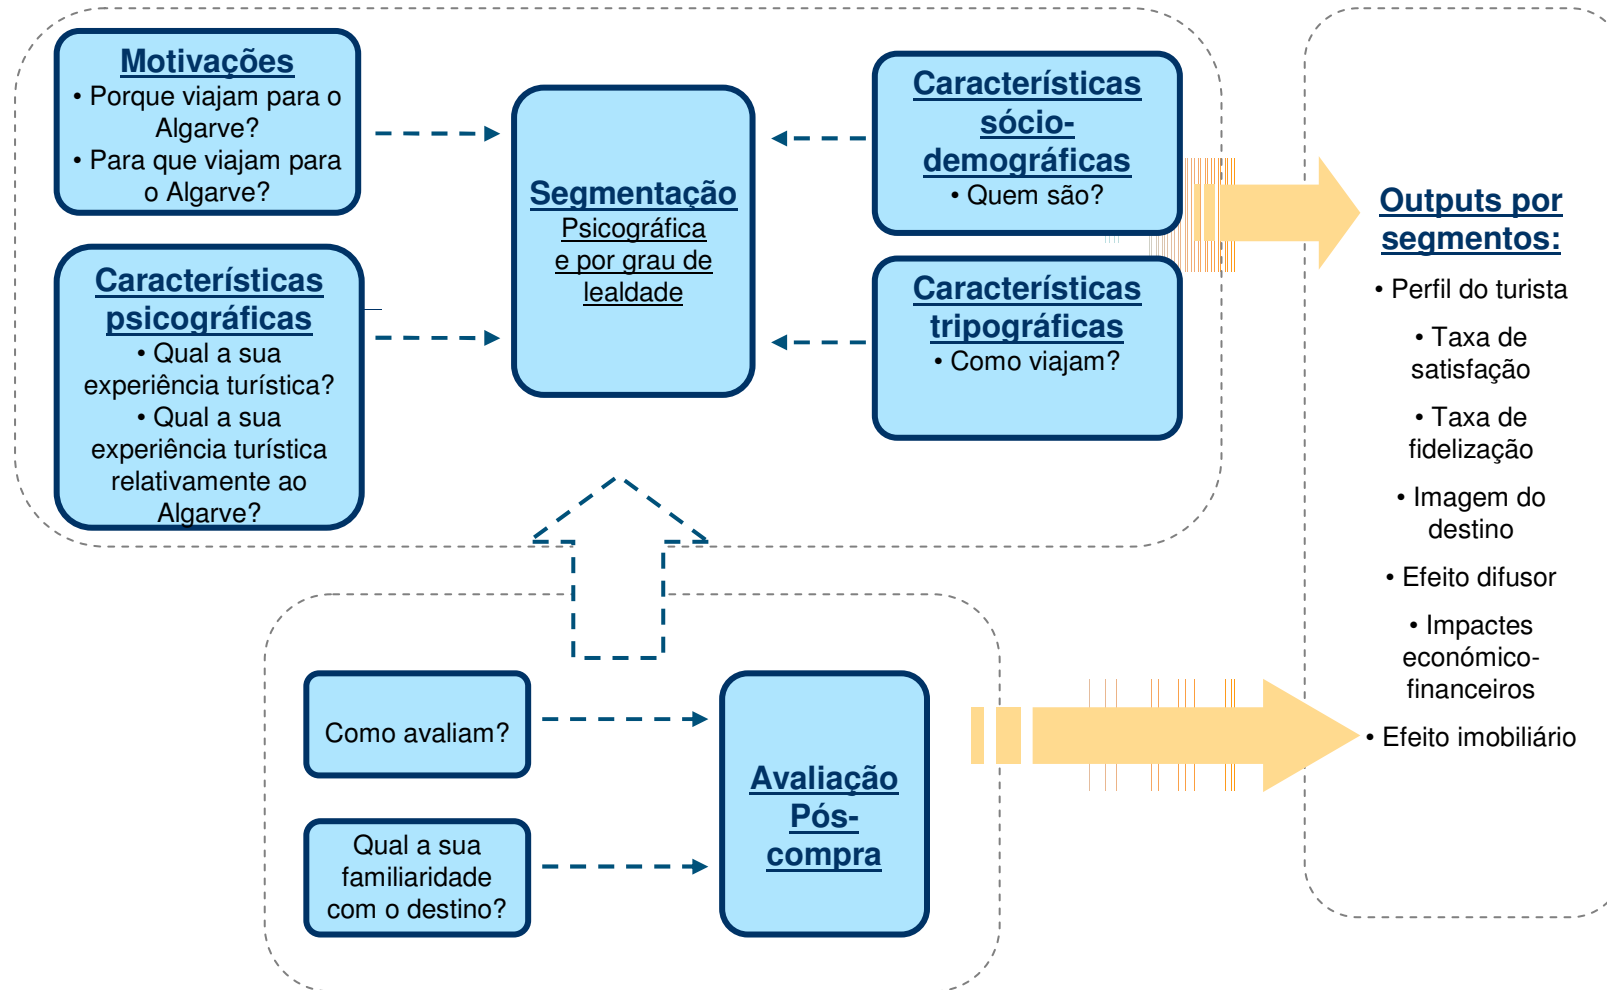 Motivações
• Porque viajam para o
Algarve?
• Para que viajam para
o Algarve?
Característísticas
psicográficas
• Qual a sua
experiência turística?
• Qual a sua
experiência turística
relativamente ao
Algarve?
Segmentação
Psicográfica
e por grau de
lealdade
Característísticas
sócio-
demográficas
• Quem são?
Característísticas
tripográficas
• Como viajam?
Como avaliam?
Qual a sua
familiaridade
com o destino?
Avaliação
Pós-
compra
Outputs por
segmentos:
• Perfil do turista
• Taxa de
satisfação
• Taxa de
fidelização
• Imagem do
destino
• Efeito difusor
• Impactes
económico-
financeiros
• Efeito imobiliário